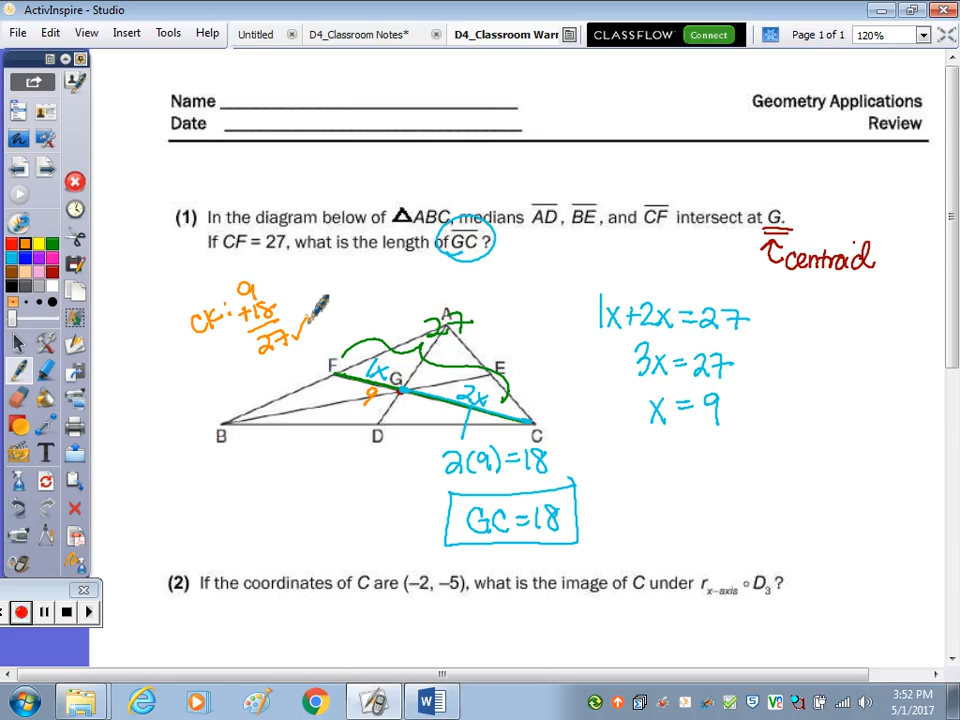 ActivInspire - Studio
File Edit View Insert Tools Help Untitled D4_Classroom Notes* D4_Classroom Warr CLASSFLOW Connect Page 1 of 1 120%
Name
Geometry Applications
Date
Review
(1) In the diagram below of △ABC, medians AD, BE, and CF intersect at G.
If CF = 27, what is the length of GC ?
centroid
CK: 9
+18
27 ✓
1x+2x=27
3x=27
x=9
A
27
F
1x
G
E
9
2x
B
D
C
2(9)=18
GC=18
(2) If the coordinates of C are (−2, −5), what is the image of C under r x−axis ∘ D3 ?
3:52 PM
5/1/2017